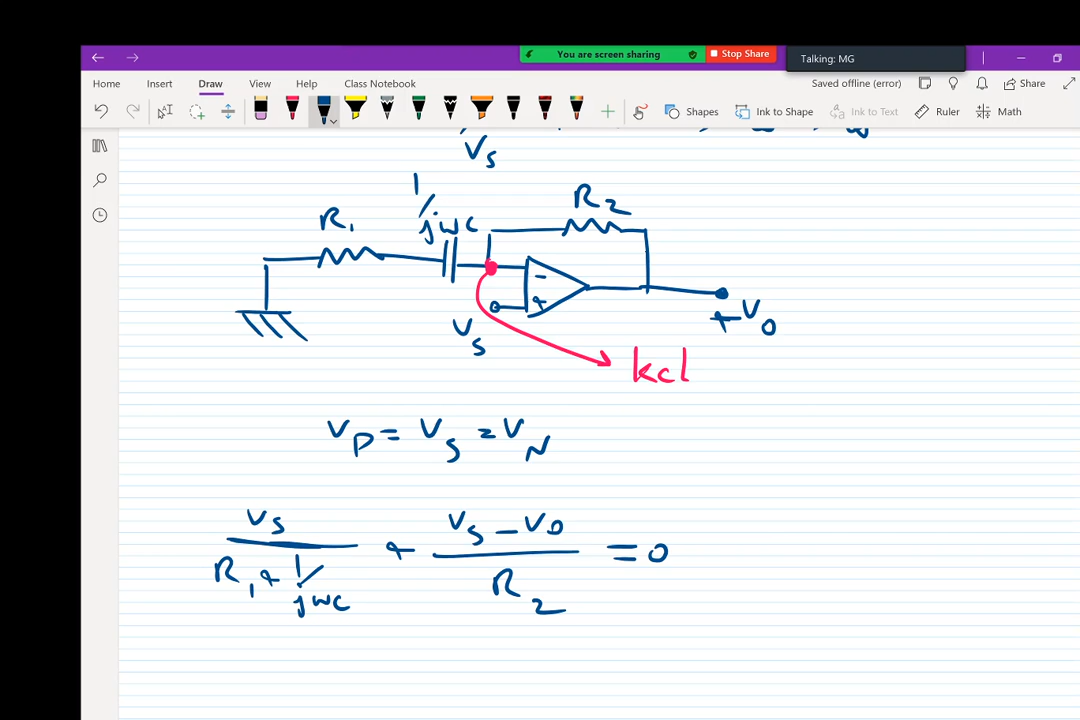 You are screen sharing Stop Share Talking: MG
Home Insert Draw View Help Class Notebook Saved offline (error) Share
Shapes Ink to Shape Ink to Text Ruler Math
Vs
R1 1/jwc R2
- +
Vs + Vo
kcl
Vp = Vs = VN
Vs / (R1 + 1/jwc) + (Vs - Vo) / R2 = 0